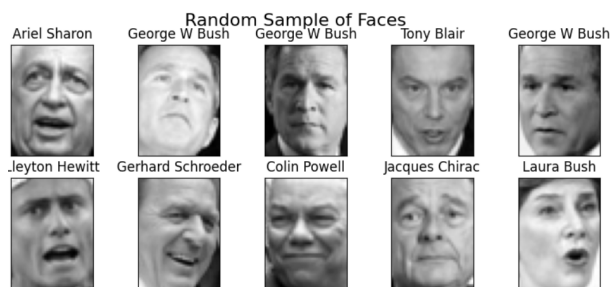 Random Sample of Faces
Ariel Sharon George W Bush George W Bush Tony Blair George W Bush
Lleyton Hewitt Gerhard Schroeder Colin Powell Jacques Chirac Laura Bush